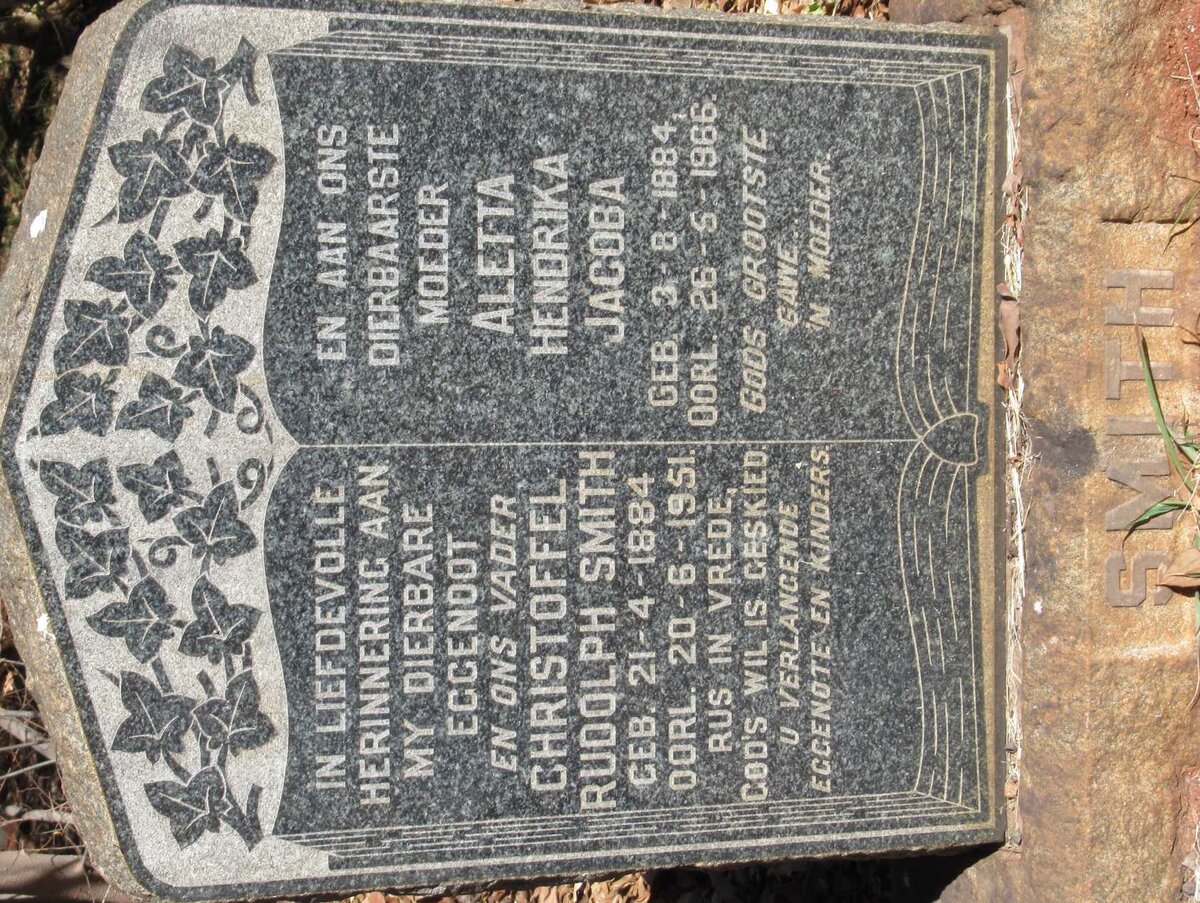 IN LIEFDEVOLLE
HERINNERING AAN
MY DIERBARE
EGGENOOT
EN ONS VADER
CHRISTOFFEL
RUDOLPH SMITH
GEB. 21-4-1884
OORL. 20-6-1951.
RUS IN VREDE,
GODS WIL IS GESKIED.
U VERLANGENDE
EGGENOTE EN KINDERS.
EN AAN ONS
DIERBAARSTE
MOEDER
ALETTA
HENDRIKA
JACOBA
GEB. 3-8-1884,
OORL. 26-5-1966.
GODS GROOTSTE
GAWE...
'N MOEDER.
SMITH